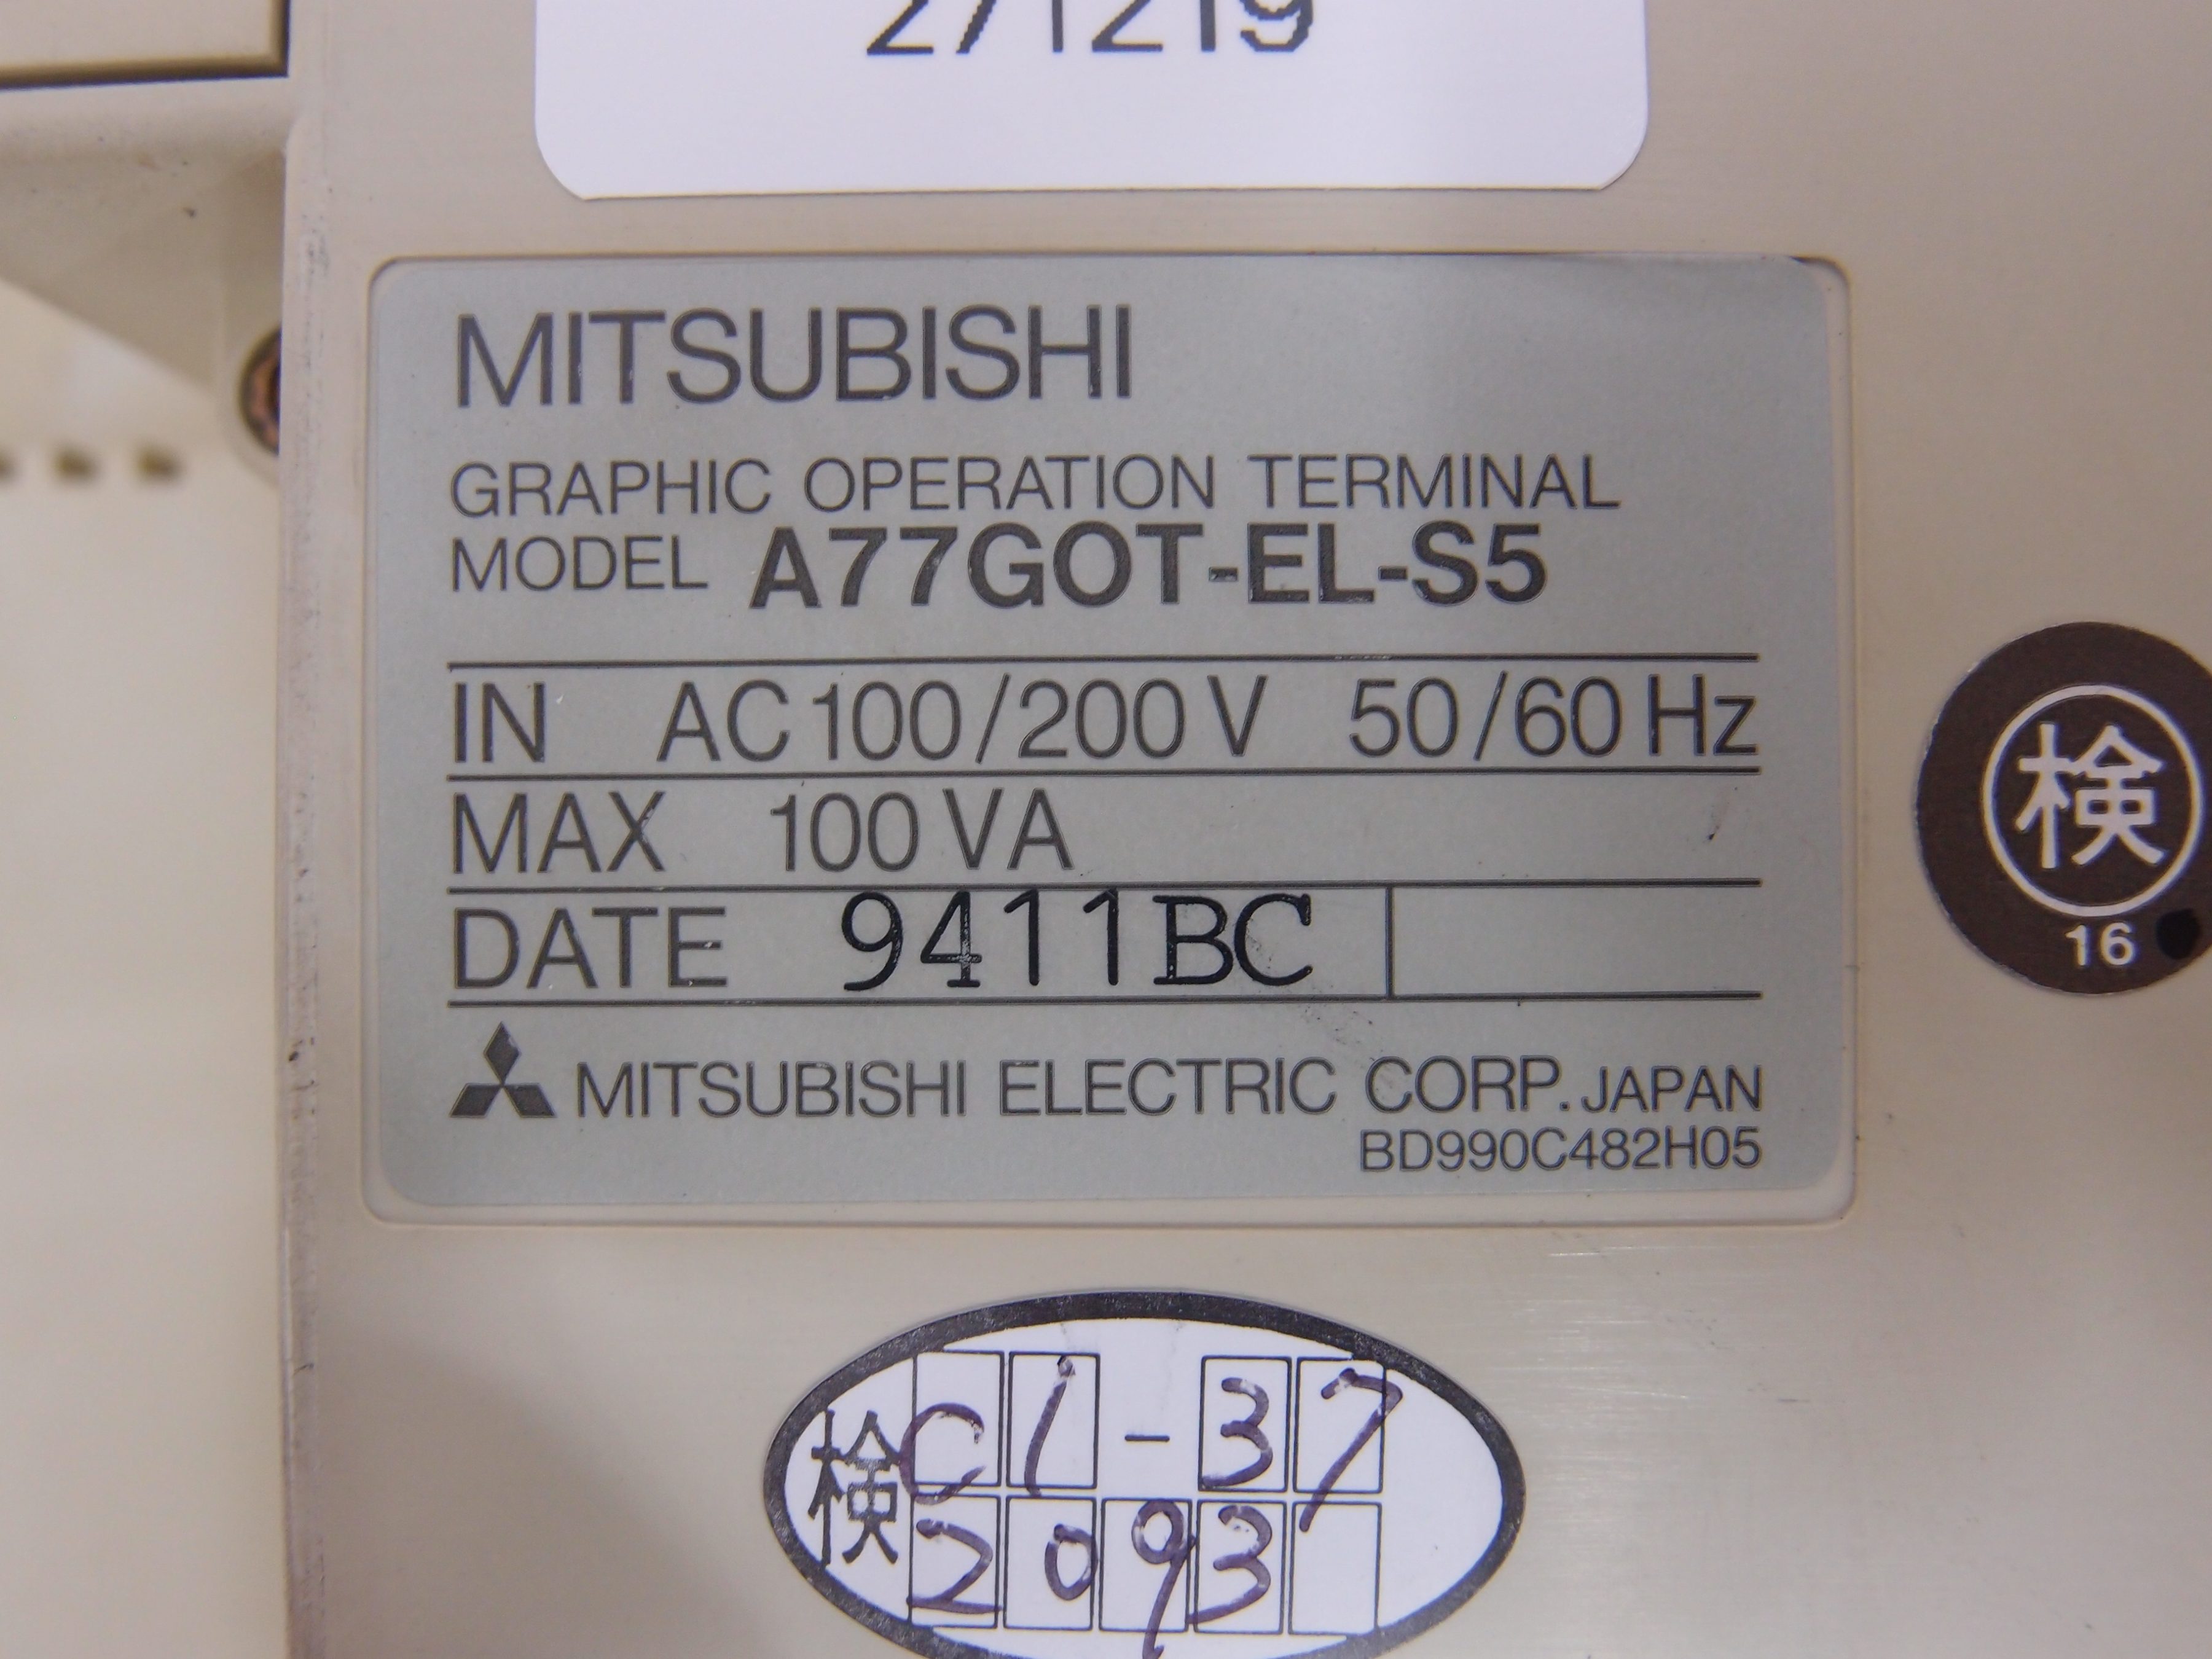 271219
MITSUBISHI
GRAPHIC OPERATION TERMINAL
MODEL A77GOT-EL-S5
IN AC100/200V 50/60Hz
MAX 100VA
DATE 9411BC
MITSUBISHI ELECTRIC CORP. JAPAN
BD990C482H05
検
16
検 C1-37
2093